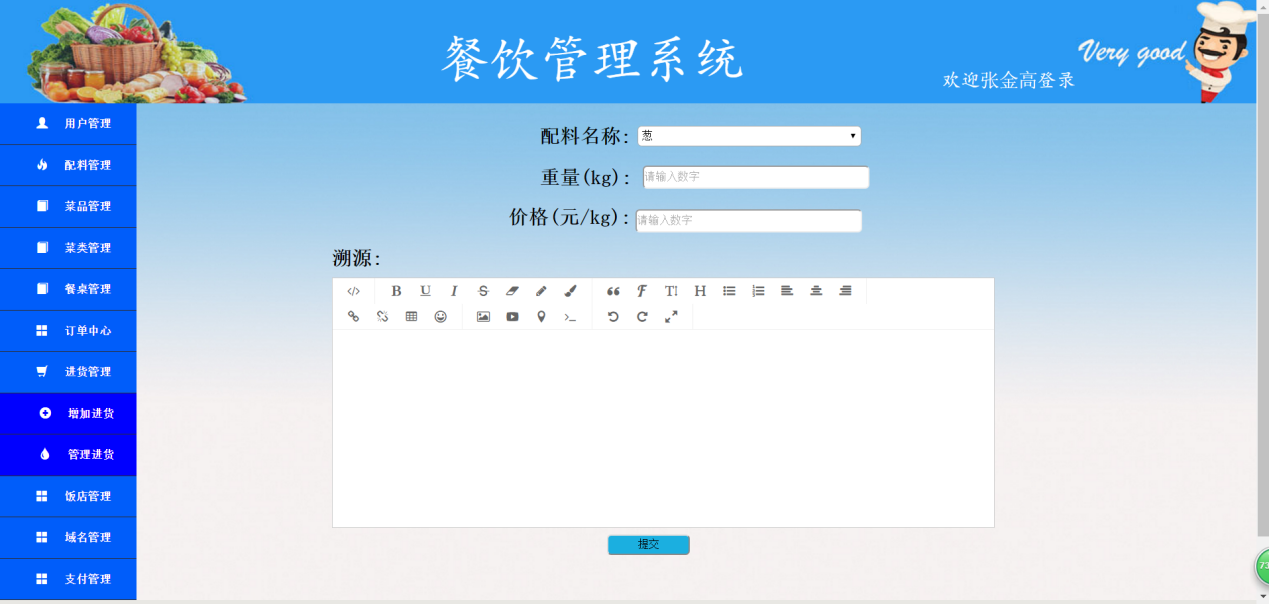 餐饮管理系统
Very good
欢迎张金高登录
用户管理
配料管理
菜品管理
菜类管理
餐桌管理
订单中心
进货管理
增加进货
管理进货
饭店管理
域名管理
支付管理
配料名称: 葱
重量(kg): 请输入数字
价格(元/kg): 请输入数字
溯源:
B U I S F T! H
提交
73